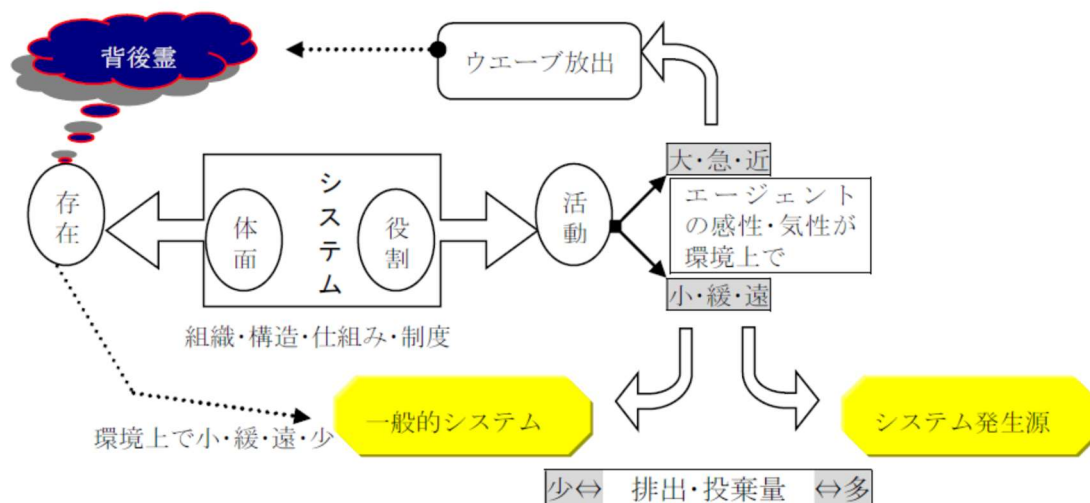 背後霊
ウエーブ放出
大・急・近
エージェント
の感性・気性が
環境上で
小・緩・遠
存在
体面
システム
役割
活動
組織・構造・仕組み・制度
一般的システム
システム発生源
環境上で小・緩・遠・少
少⇔ 排出・投棄量 ⇔多